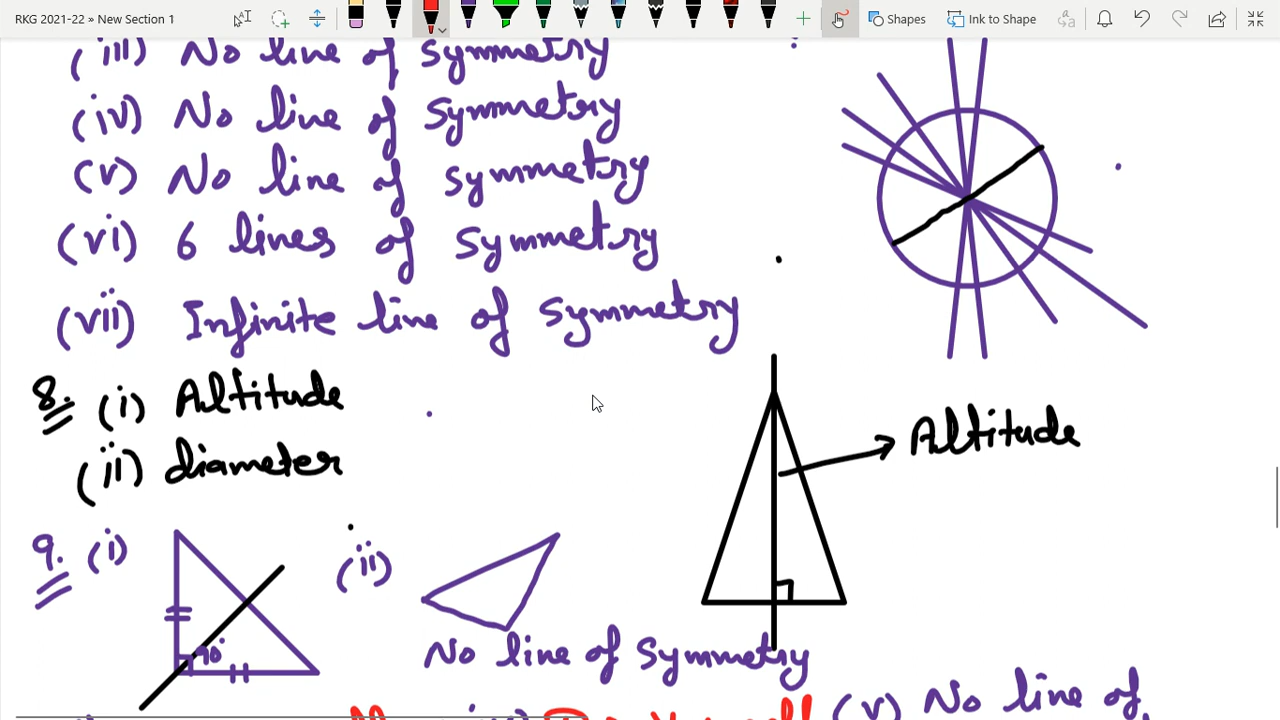 RKG 2021-22 » New Section 1
Shapes
Ink to Shape
(iii) No line of symmetry
(iv) No line of symmetry
(v) No line of symmetry
(vi) 6 lines of symmetry
(vii) Infinite line of symmetry
8. (i) Altitude
(ii) diameter
Altitude
9. (i)
90°
(ii)
No line of symmetry
(v) No line of